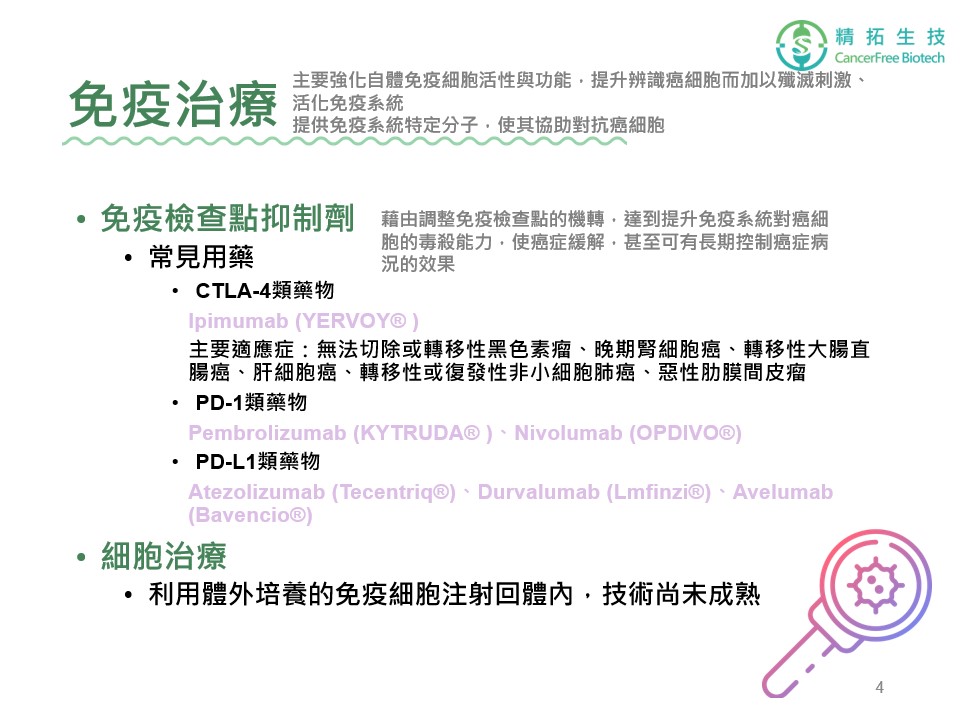 精拓生技
CancerFree Biotech
免疫治療
主要強化自體免疫細胞活性與功能，提升辨識癌細胞而加以殲滅刺激、
活化免疫系統
提供免疫系統特定分子，使其協助對抗癌細胞
• 免疫檢查點抑制劑
藉由調整免疫檢查點的機轉，達到提升免疫系統對癌細
胞的毒殺能力，使癌症緩解，甚至可有長期控制癌症病
況的效果
• 常見用藥
• CTLA-4類藥物
Ipimumab (YERVOY® )
主要適應症：無法切除或轉移性黑色素瘤、晚期腎細胞癌、轉移性大腸直
腸癌、肝細胞癌、轉移性或復發性非小細胞肺癌、惡性肋膜間皮瘤
• PD-1類藥物
Pembrolizumab (KYTRUDA® )、Nivolumab (OPDIVO®)
• PD-L1類藥物
Atezolizumab (Tecentriq®)、Durvalumab (Lmfinzi®)、Avelumab
(Bavencio®)
• 細胞治療
• 利用體外培養的免疫細胞注射回體內，技術尚未成熟
4